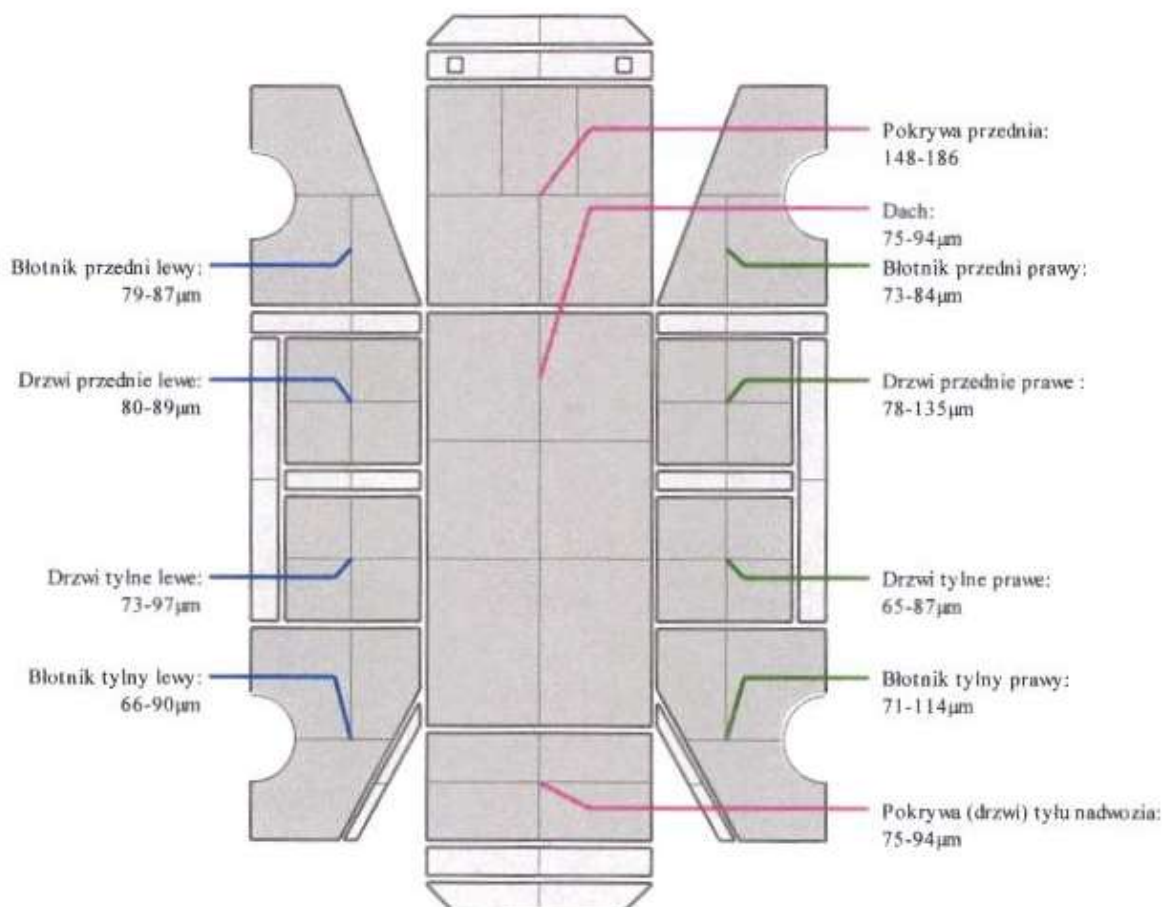 Pokrywa przednia:
148-186
Dach:
75-94µm
Błotnik przedni lewy:
79-87µm
Błotnik przedni prawy:
73-84µm
Drzwi przednie lewe:
80-89µm
Drzwi przednie prawe :
78-135µm
Drzwi tylne lewe:
73-97µm
Drzwi tylne prawe:
65-87µm
Błotnik tylny lewy:
66-90µm
Błotnik tylny prawy:
71-114µm
Pokrywa (drzwi) tyłu nadwozia:
75-94µm